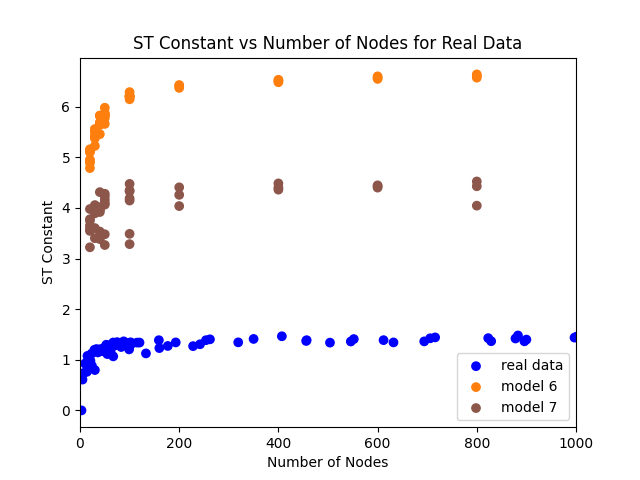 ST Constant vs Number of Nodes for Real Data
ST Constant
6
5
4
3
2
1
0
real data
model 6
model 7
0 200 400 600 800 1000
Number of Nodes